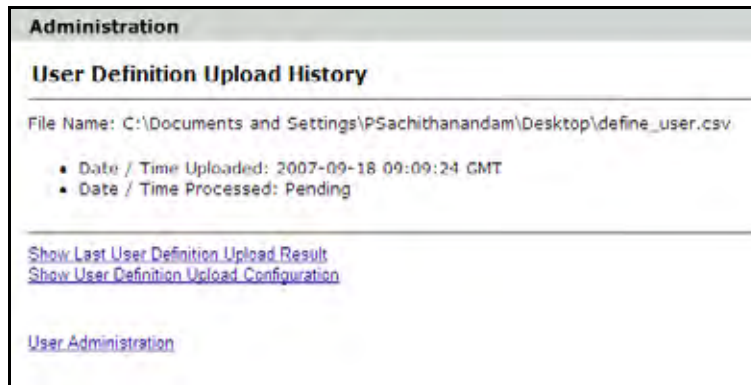 Administration
User Definition Upload History
File Name: C:\Documents and Settings\PSachithanandam\Desktop\define_user.csv
• Date / Time Uploaded: 2007-09-18 09:09:24 GMT
• Date / Time Processed: Pending
Show Last User Definition Upload Result
Show User Definition Upload Configuration
User Administration